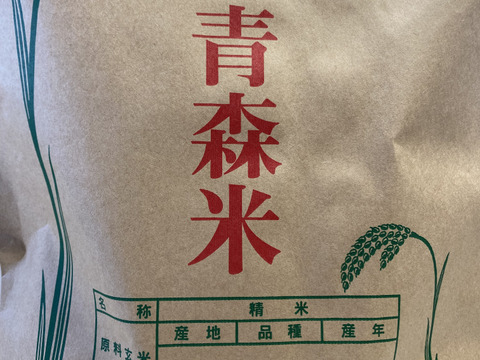 青森米
名称 精米
原料玄米 産地 品種 産年